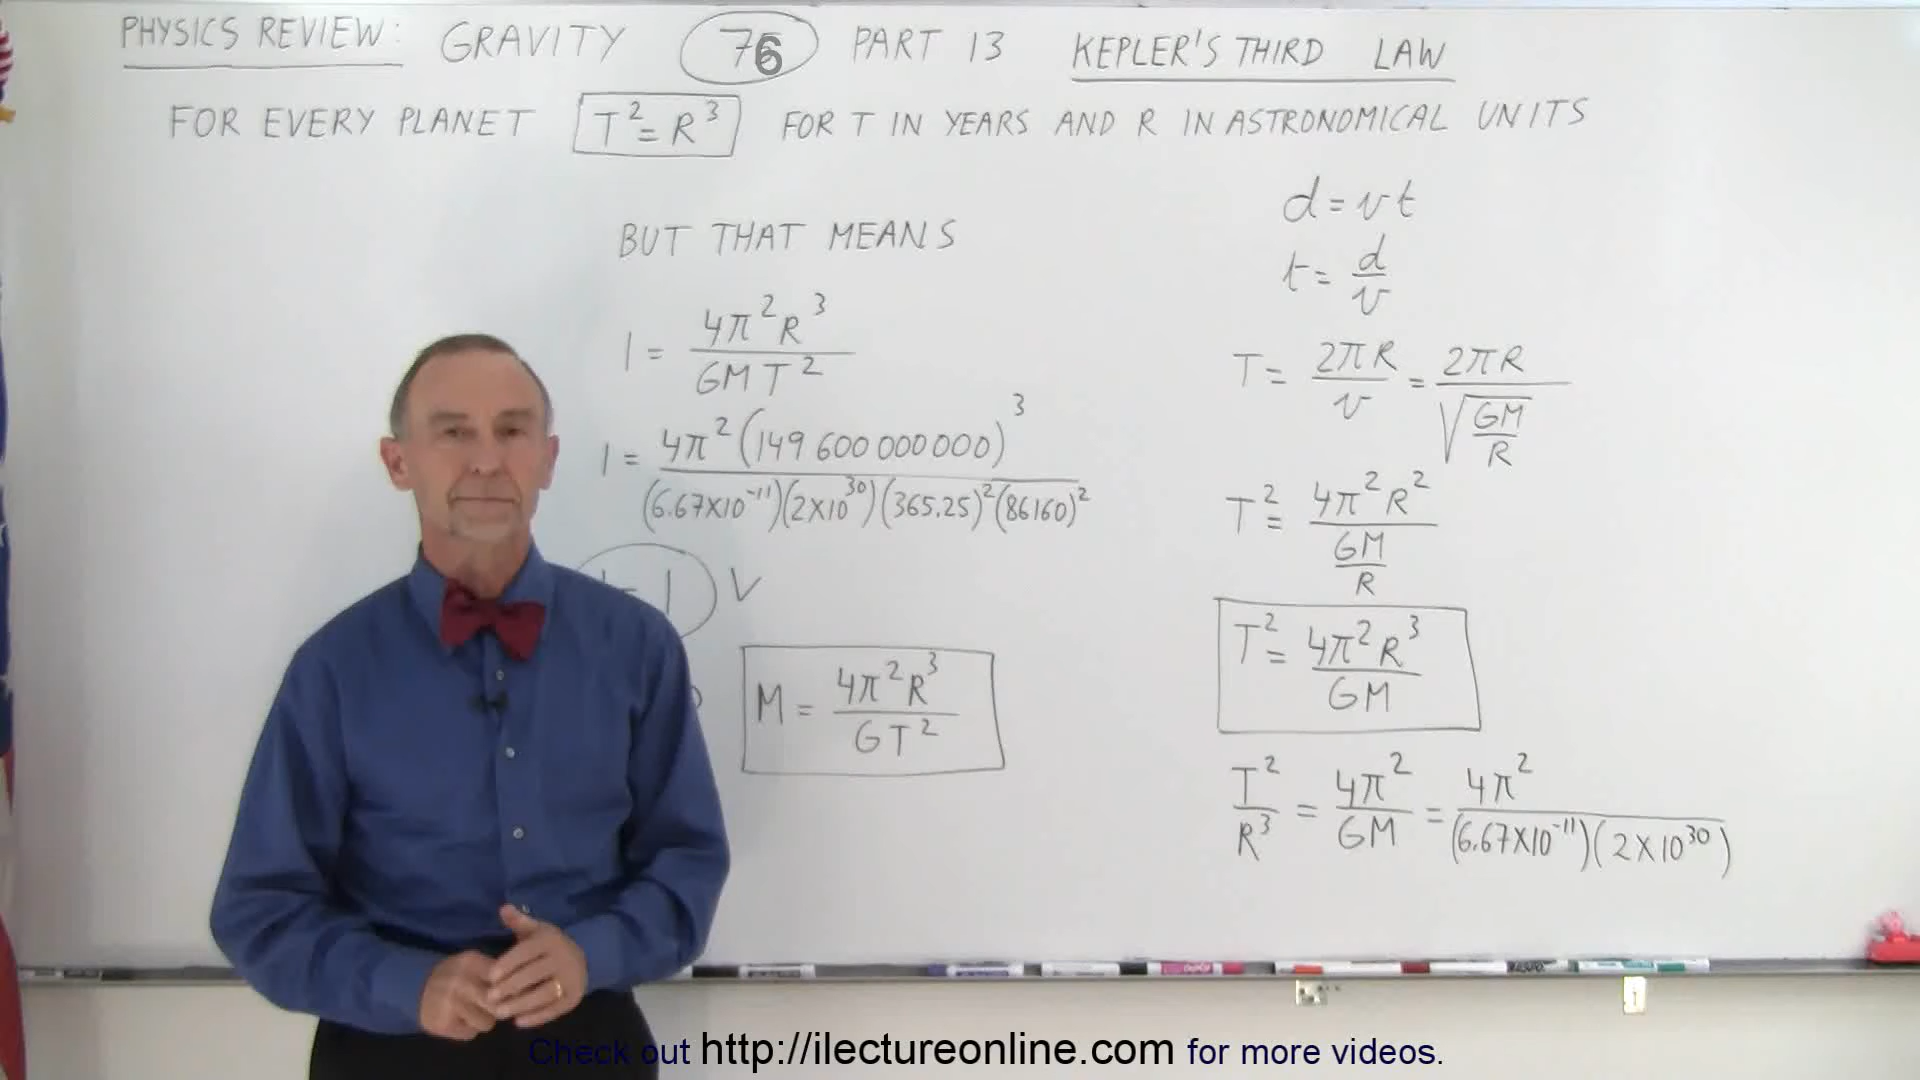 PHYSICS REVIEW: GRAVITY 76 PART 13 KEPLER'S THIRD LAW
FOR EVERY PLANET T² = R³ FOR T IN YEARS AND R IN ASTRONOMICAL UNITS
BUT THAT MEANS
1 = 4π²R³ / GMT²
1 = 4π²(149 600 000 000)³ / (6.67×10⁻¹¹)(2×10³⁰)(365.25)²(86160)²
= 1 V
M = 4π²R³ / GT²
d = vt
t = d/v
T = 2πR / v = 2πR / √(GM/R)
T² = 4π²R² / (GM/R)
T² = 4π²R³ / GM
T²/R³ = 4π²/GM = 4π² / (6.67×10⁻¹¹)(2×10³⁰)
Check out http://ilectureonline.com for more videos.